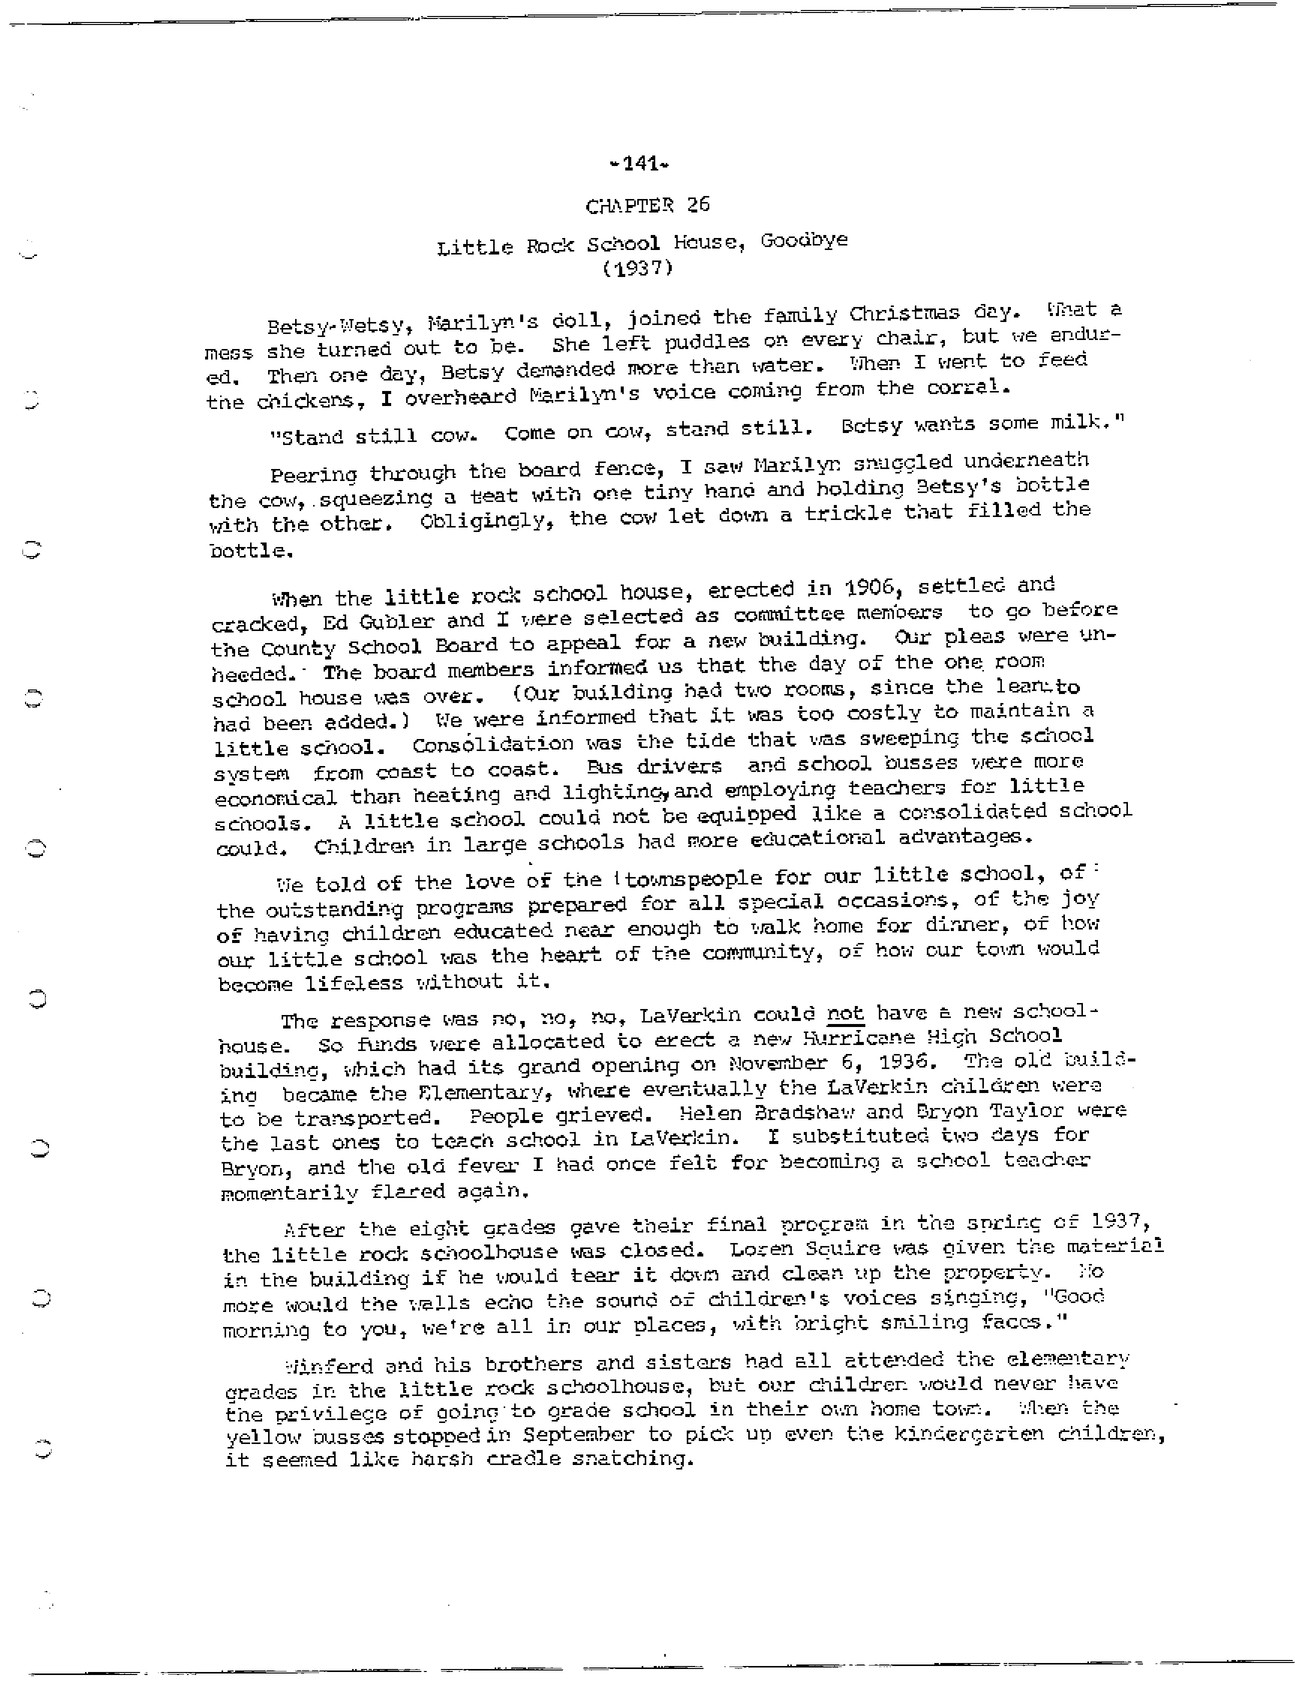 -141-
CHAPTER 26
Little Rock School House, Goodbye
(1937)
Betsy-Wetsy, Marilyn's doll, joined the family Christmas day. What a
mess she turned out to be. She left puddles on every chair, but we endur-
ed. Then one day, Betsy demanded more than water. When I went to feed
the chickens, I overheard Marilyn's voice coming from the corral.
"Stand still cow. Come on cow, stand still. Betsy wants some milk."
Peering through the board fence, I saw Marilyn snuggled underneath
the cow, squeezing a teat with one tiny hand and holding Betsy's bottle
with the other. Obligingly, the cow let down a trickle that filled the
bottle.
When the little rock school house, erected in 1906, settled and
cracked, Ed Gubler and I were selected as committee members to go before
the County School Board to appeal for a new building. Our pleas were un-
heeded. The board members informed us that the day of the one room
school house was over. (Our building had two rooms, since the lean-to
had been added.) We were informed that it was too costly to maintain a
little school. Consolidation was the tide that was sweeping the school
system from coast to coast. Bus drivers and school busses were more
economical than heating and lighting, and employing teachers for little
schools. A little school could not be equipped like a consolidated school
could. Children in large schools had more educational advantages.
We told of the love of the townspeople for our little school, of
the outstanding programs prepared for all special occasions, of the joy
of having children educated near enough to walk home for dinner, of how
our little school was the heart of the community, of how our town would
become lifeless without it.
The response was no, no, no, LaVerkin could not have a new school-
house. So funds were allocated to erect a new Hurricane High School
building, which had its grand opening on November 6, 1936. The old build-
ing became the Elementary, where eventually the LaVerkin children were
to be transported. People grieved. Helen Bradshaw and Bryon Taylor were
the last ones to teach school in LaVerkin. I substituted two days for
Bryon, and the old fever I had once felt for becoming a school teacher
momentarily flared again.
After the eight grades gave their final program in the spring of 1937,
the little rock schoolhouse was closed. Loren Squire was given the material
in the building if he would tear it down and clean up the property. No
more would the walls echo the sound of children's voices singing, "Good
morning to you, we're all in our places, with bright smiling faces."
Winferd and his brothers and sisters had all attended the elementary
grades in the little rock schoolhouse, but our children would never have
the privilege of going to grade school in their own home town. When the
yellow busses stopped in September to pick up even the kindergarten children,
it seemed like harsh cradle snatching.